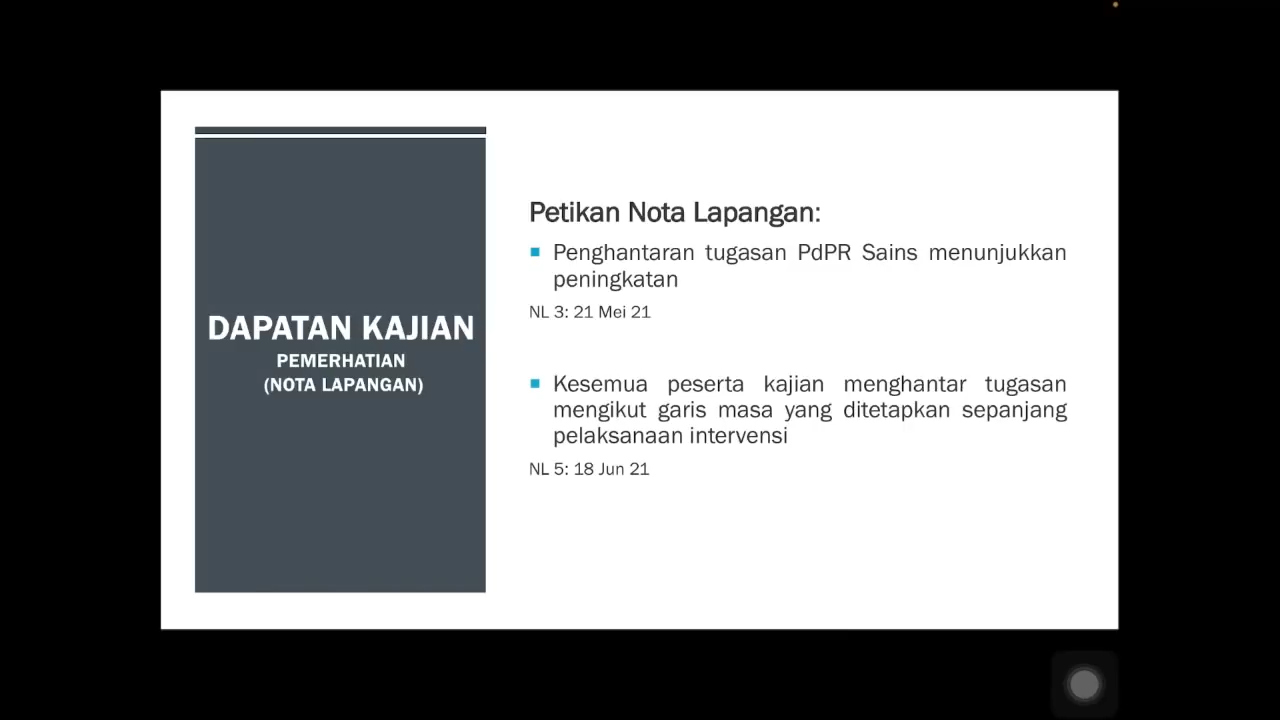 DAPATAN KAJIAN
PEMERHATIAN
(NOTA LAPANGAN)
Petikan Nota Lapangan:
Penghantaran tugasan PdPR Sains menunjukkan
peningkatan
NL 3: 21 Mei 21
Kesemua peserta kajian menghantar tugasan
mengikut garis masa yang ditetapkan sepanjang
pelaksanaan intervensi
NL 5: 18 Jun 21